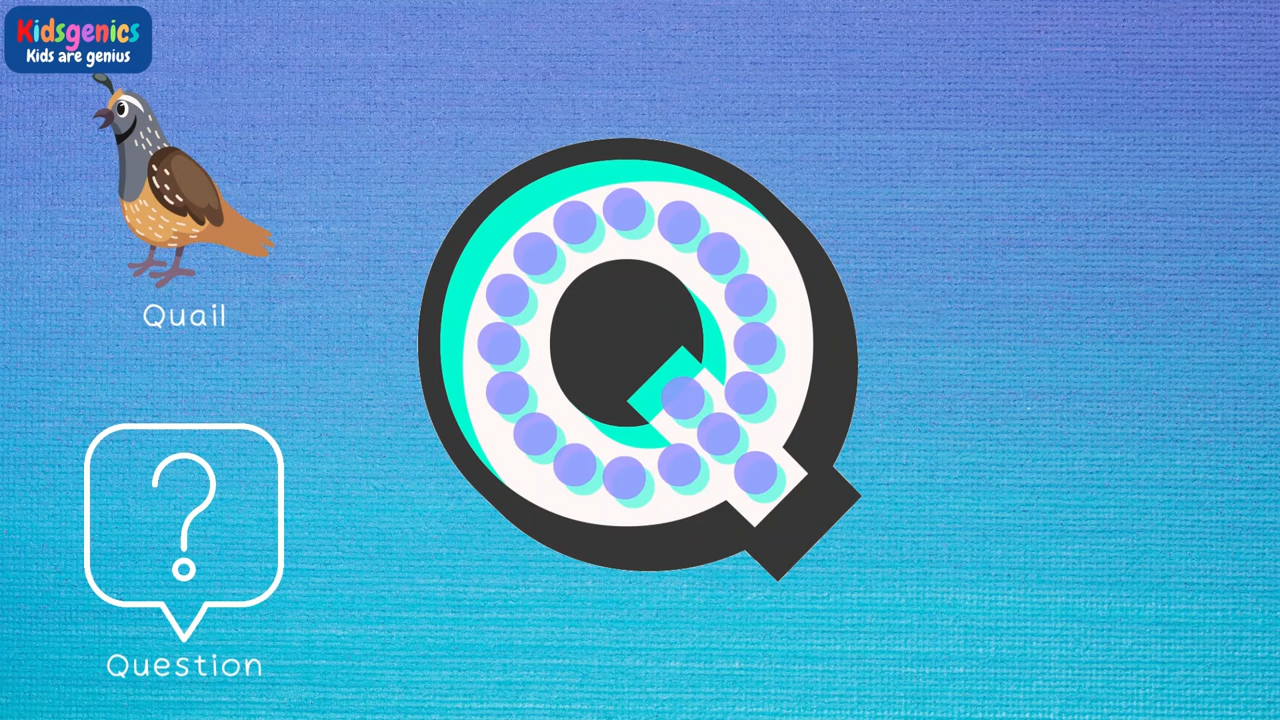 Kidsgenics
Kids are genius
Quail
Q
?
Question